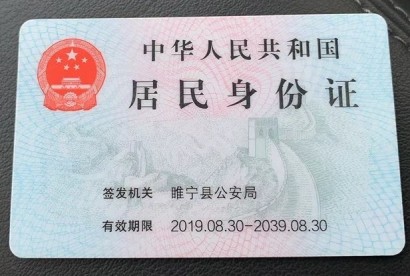 中华人民共和国
居民身份证
签发机关 睢宁县公安局
有效期限 2019.08.30-2039.08.30